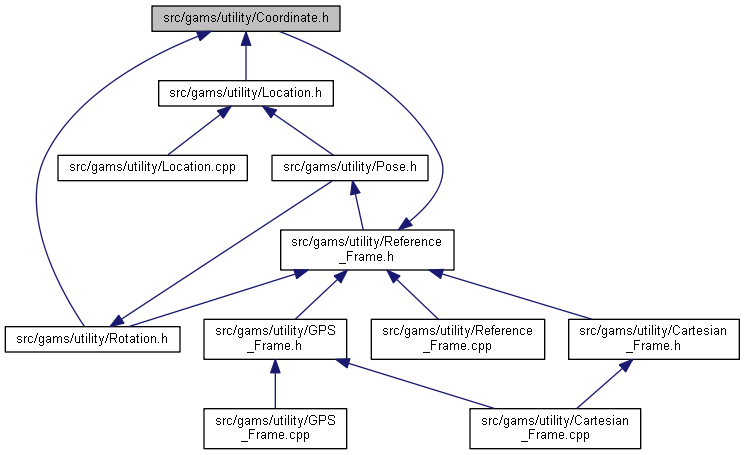 src/gams/utility/Coordinate.h
src/gams/utility/Location.h
src/gams/utility/Location.cpp
src/gams/utility/Pose.h
src/gams/utility/Reference
_Frame.h
src/gams/utility/Rotation.h
src/gams/utility/GPS
_Frame.h
src/gams/utility/Reference
_Frame.cpp
src/gams/utility/Cartesian
_Frame.h
src/gams/utility/GPS
_Frame.cpp
src/gams/utility/Cartesian
_Frame.cpp